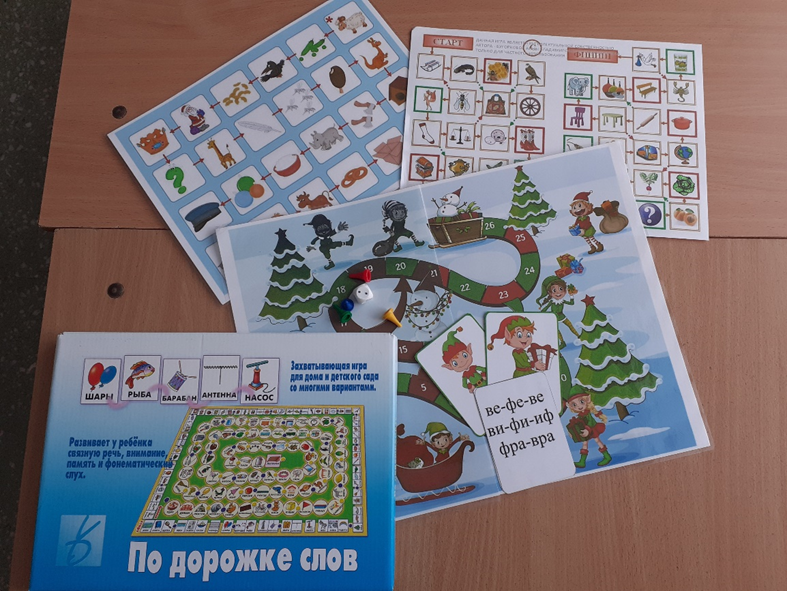 СТАРТ
19
20
21
22
23
24
25
26
18
15
5
ве-фе-ве
ви-фи-иф
фра-вра
ШАРЫ
РЫБА
БАРАБАН
АНТЕННА
НАСОС
Захватывающая игра
для дома и детского сада
со многими вариантами.
Развивает у ребёнка
связную речь, внимание,
память и фонематический
слух.
По дорожке слов